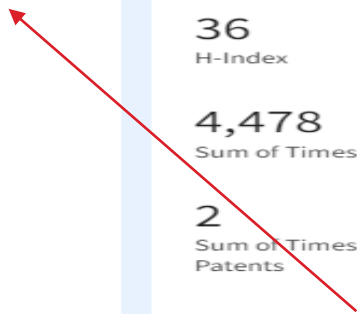 36
H-Index
4,478
Sum of Times
2
Sum of Times
Patents